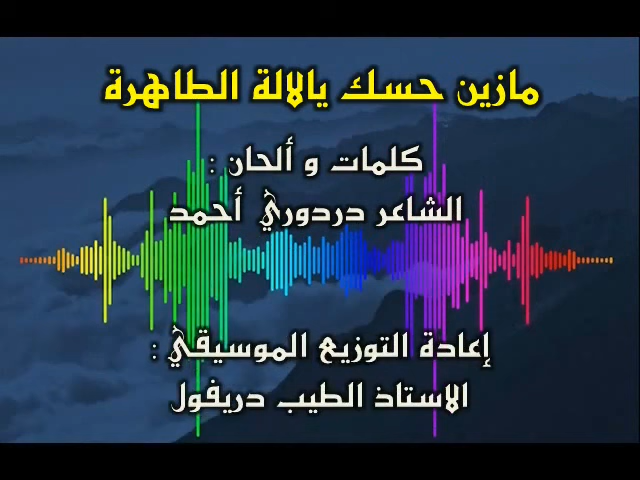 مازين حسك يالالة الطاهرة
كلمات و ألحان :
الشاعر دردوري أحمد
إعادة التوزيع الموسيقي :
الاستاذ الطيب دريفول